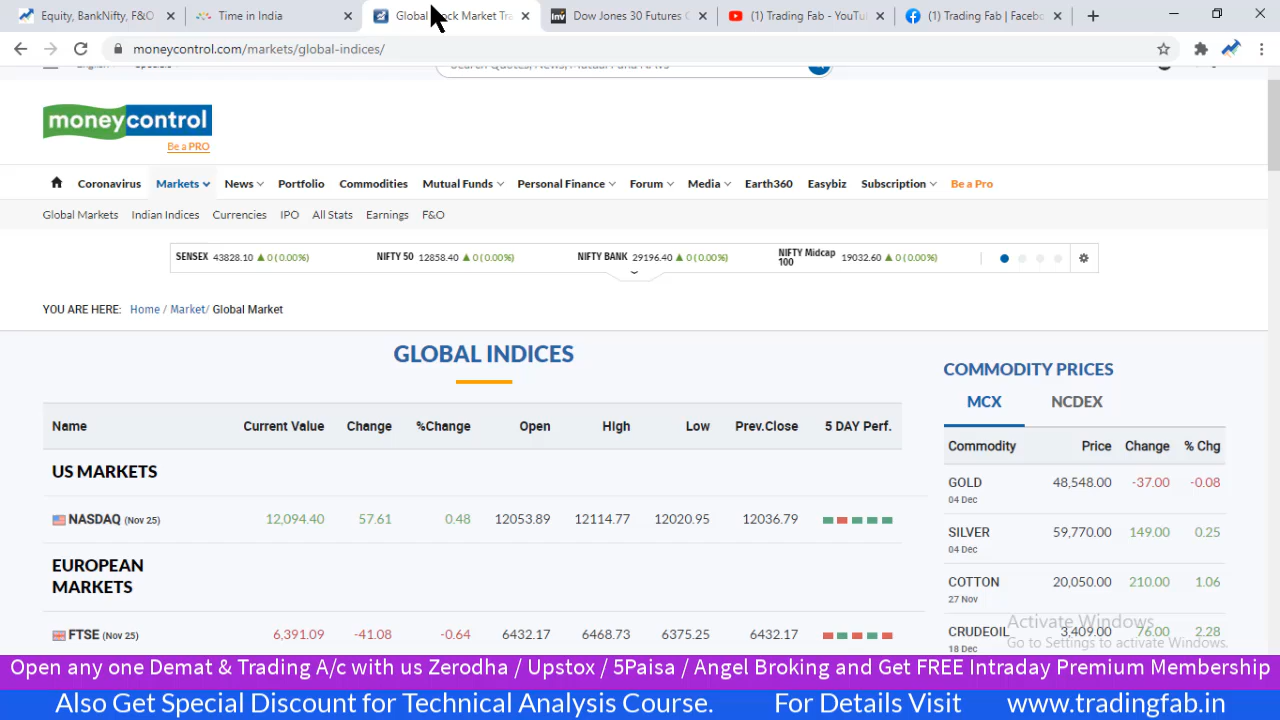 Equity, BankNifty, F&O
Time in India
Global Stock Market Tra
Dow Jones 30 Futures
(1) Trading Fab - YouTu
(1) Trading Fab | Faceb
moneycontrol.com/markets/global-indices/
English
Search Quotes, News, Mutual Fund NAVs
moneycontrol
Be a PRO
Coronavirus Markets News Portfolio Commodities Mutual Funds Personal Finance Forum Media Earth360 Easybiz Subscription Be a Pro
Global Markets Indian Indices Currencies IPO All Stats Earnings F&O
SENSEX 43828.10 ▲ 0 (0.00%) NIFTY 50 12858.40 ▲ 0 (0.00%) NIFTY BANK 29196.40 ▲ 0 (0.00%) NIFTY Midcap 100 19032.60 ▲ 0 (0.00%)
YOU ARE HERE: Home / Market/ Global Market
GLOBAL INDICES
Name Current Value Change %Change Open High Low Prev.Close 5 DAY Perf.
US MARKETS
NASDAQ (Nov 25) 12,094.40 57.61 0.48 12053.89 12114.77 12020.95 12036.79
EUROPEAN
MARKETS
FTSE (Nov 25) 6,391.09 -41.08 -0.64 6432.17 6468.73 6375.25 6432.17
COMMODITY PRICES
MCX NCDEX
Commodity Price Change % Chg
GOLD 48,548.00 -37.00 -0.08
04 Dec
SILVER 59,770.00 149.00 0.25
04 Dec
COTTON 20,050.00 210.00 1.06
27 Nov
CRUDEOIL 3,409.00 76.00 2.28
18 Dec
Activate Windows
Go to Settings to activate Windows.
Open any one Demat & Trading A/c with us Zerodha / Upstox / 5Paisa / Angel Broking and Get FREE Intraday Premium Membership
Also Get Special Discount for Technical Analysis Course. For Details Visit www.tradingfab.in